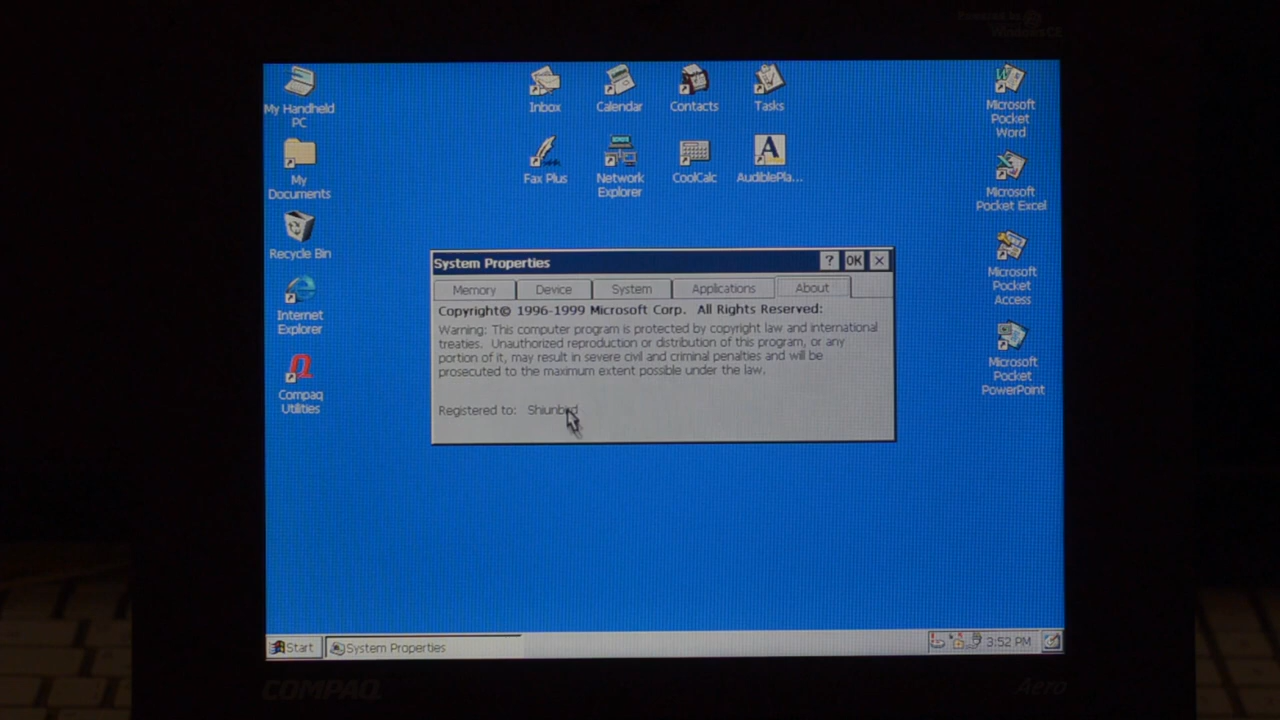 Powered by
Windows CE
My Handheld
PC
Inbox
Calendar
Contacts
Tasks
Microsoft
Pocket
Word
My
Documents
Fax Plus
Network
Explorer
CoolCalc
AudiblePla...
Microsoft
Pocket Excel
Recycle Bin
System Properties
? OK
Memory Device System Applications About
Copyright© 1996-1999 Microsoft Corp. All Rights Reserved:
Warning: This computer program is protected by copyright law and international
treaties. Unauthorized reproduction or distribution of this program, or any
portion of it, may result in severe civil and criminal penalties and will be
prosecuted to the maximum extent possible under the law.
Registered to: Shiunbird
Internet
Explorer
Microsoft
Pocket
Access
Compaq
Utilities
Microsoft
Pocket
PowerPoint
Start
System Properties
3:52 PM
COMPAQ
Aero